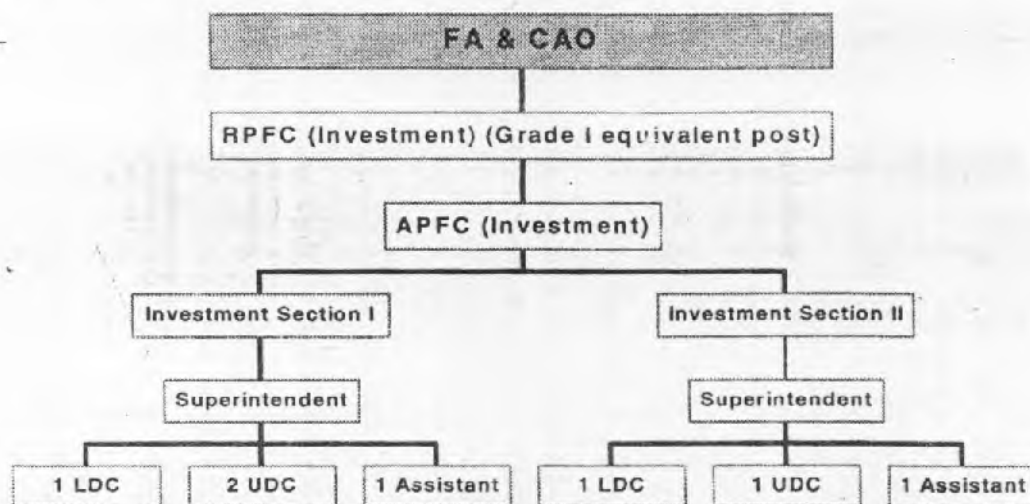 FA & CAO
RPFC (Investment) (Grade I equivalent post)
APFC (Investment)
Investment Section I
Investment Section II
Superintendent
Superintendent
1 LDC
2 UDC
1 Assistant
1 LDC
1 UDC
1 Assistant